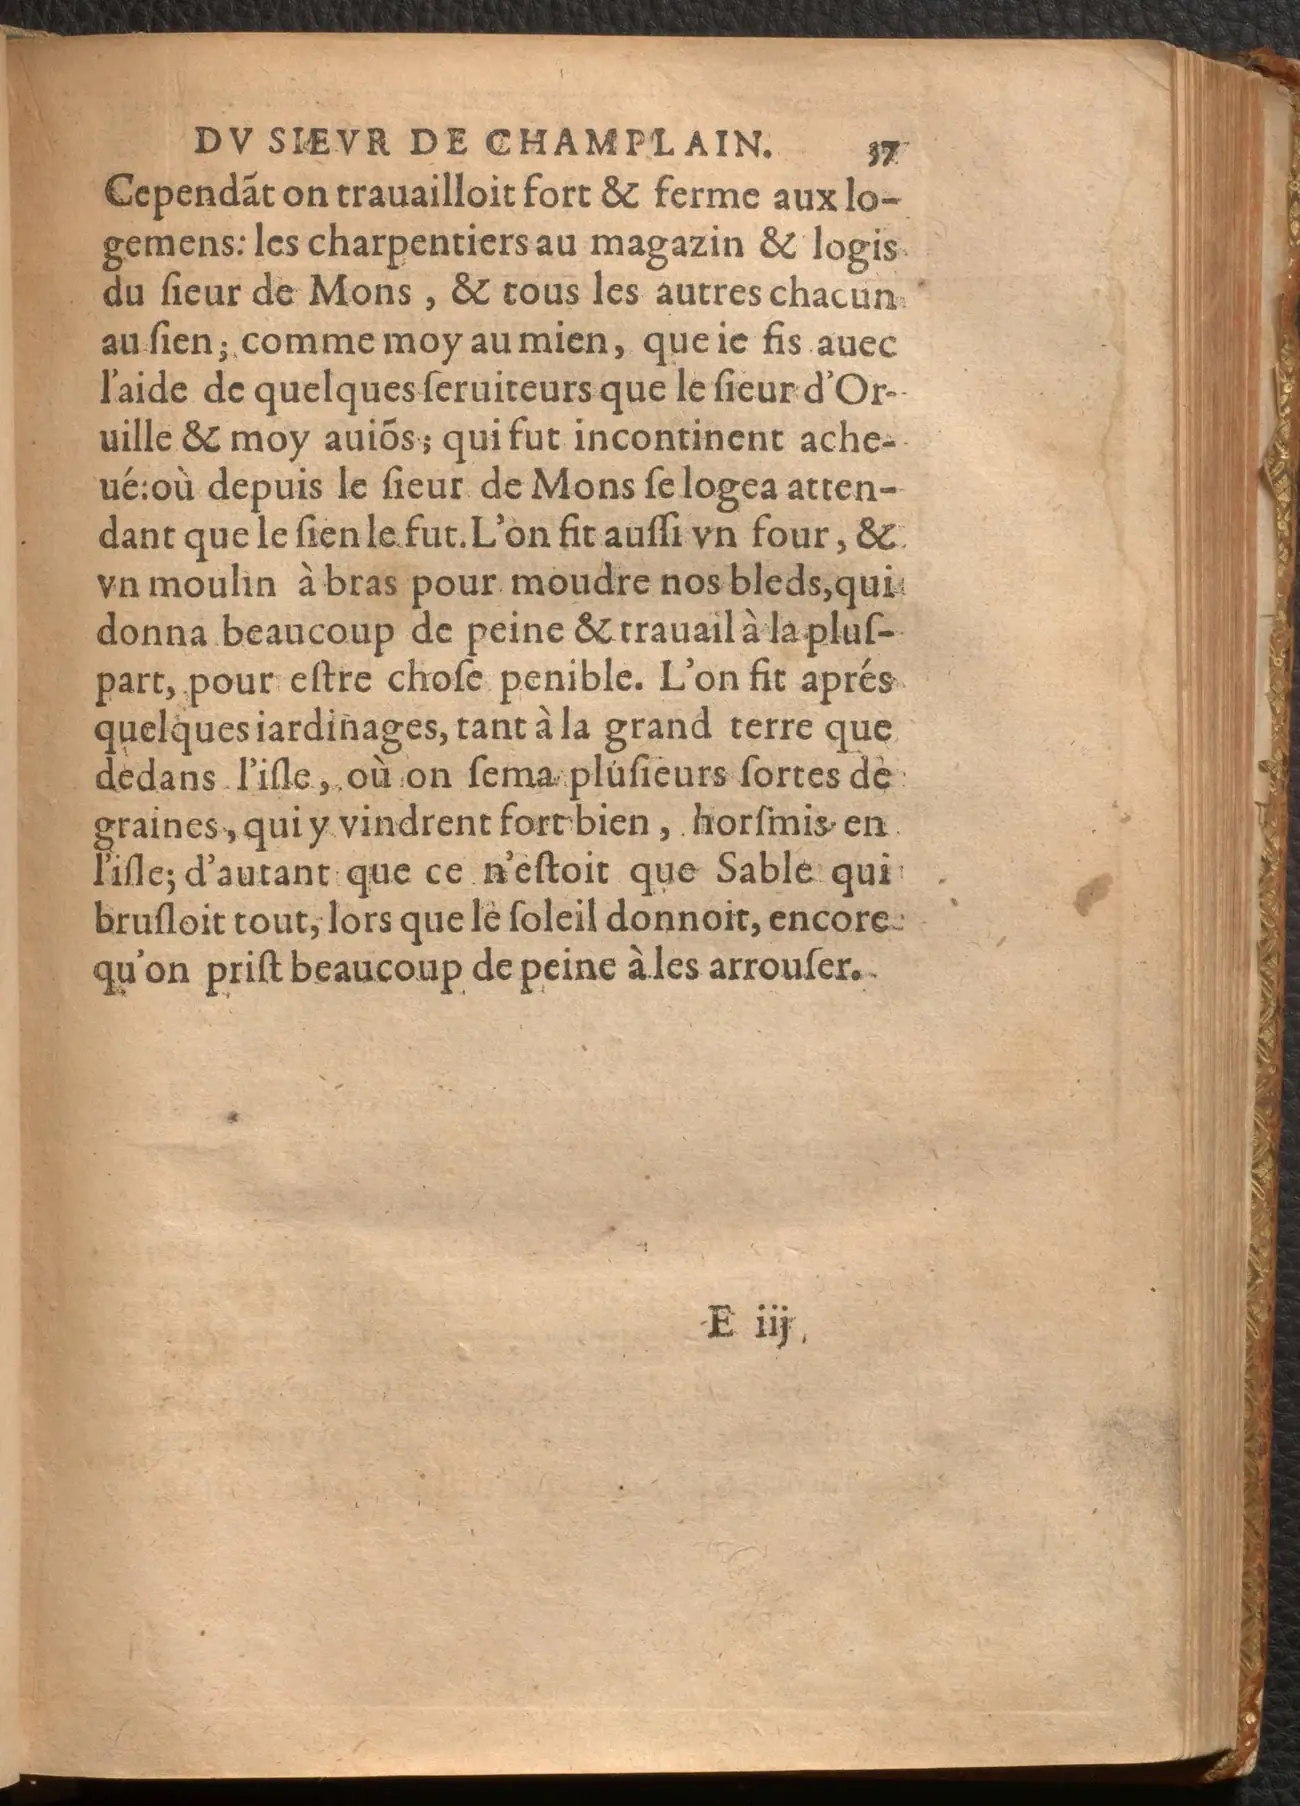 DV SIEVR DE CHAMPLAIN. 37
Cependãt on trauailloit fort & ferme aux lo-
gemens: les charpentiers au magazin & logis
du ſieur de Mons, & tous les autres chacun
au ſien; comme moy au mien, que ie fis auec
l'aide de quelques ſeruiteurs que le ſieur d'Or-
uille & moy auiõs; qui fut incontinent ache-
ué: où depuis le ſieur de Mons ſe logea atten-
dant que le ſien le fut. L'on fit auſſi vn four, &
vn moulin à bras pour moudre nos bleds, qui
donna beaucoup de peine & trauail à la pluſ-
part, pour eſtre choſe penible. L'on fit aprés
quelques iardinages, tant à la grand terre que
dedans l'iſle, où on ſema pluſieurs ſortes de
graines, qui y vindrent fort bien, horſmis en
l'iſle; d'autant que ce n'eſtoit que Sable qui
bruſloit tout, lors que le ſoleil donnoit, encore
qu'on priſt beaucoup de peine à les arrouſer.
E iij